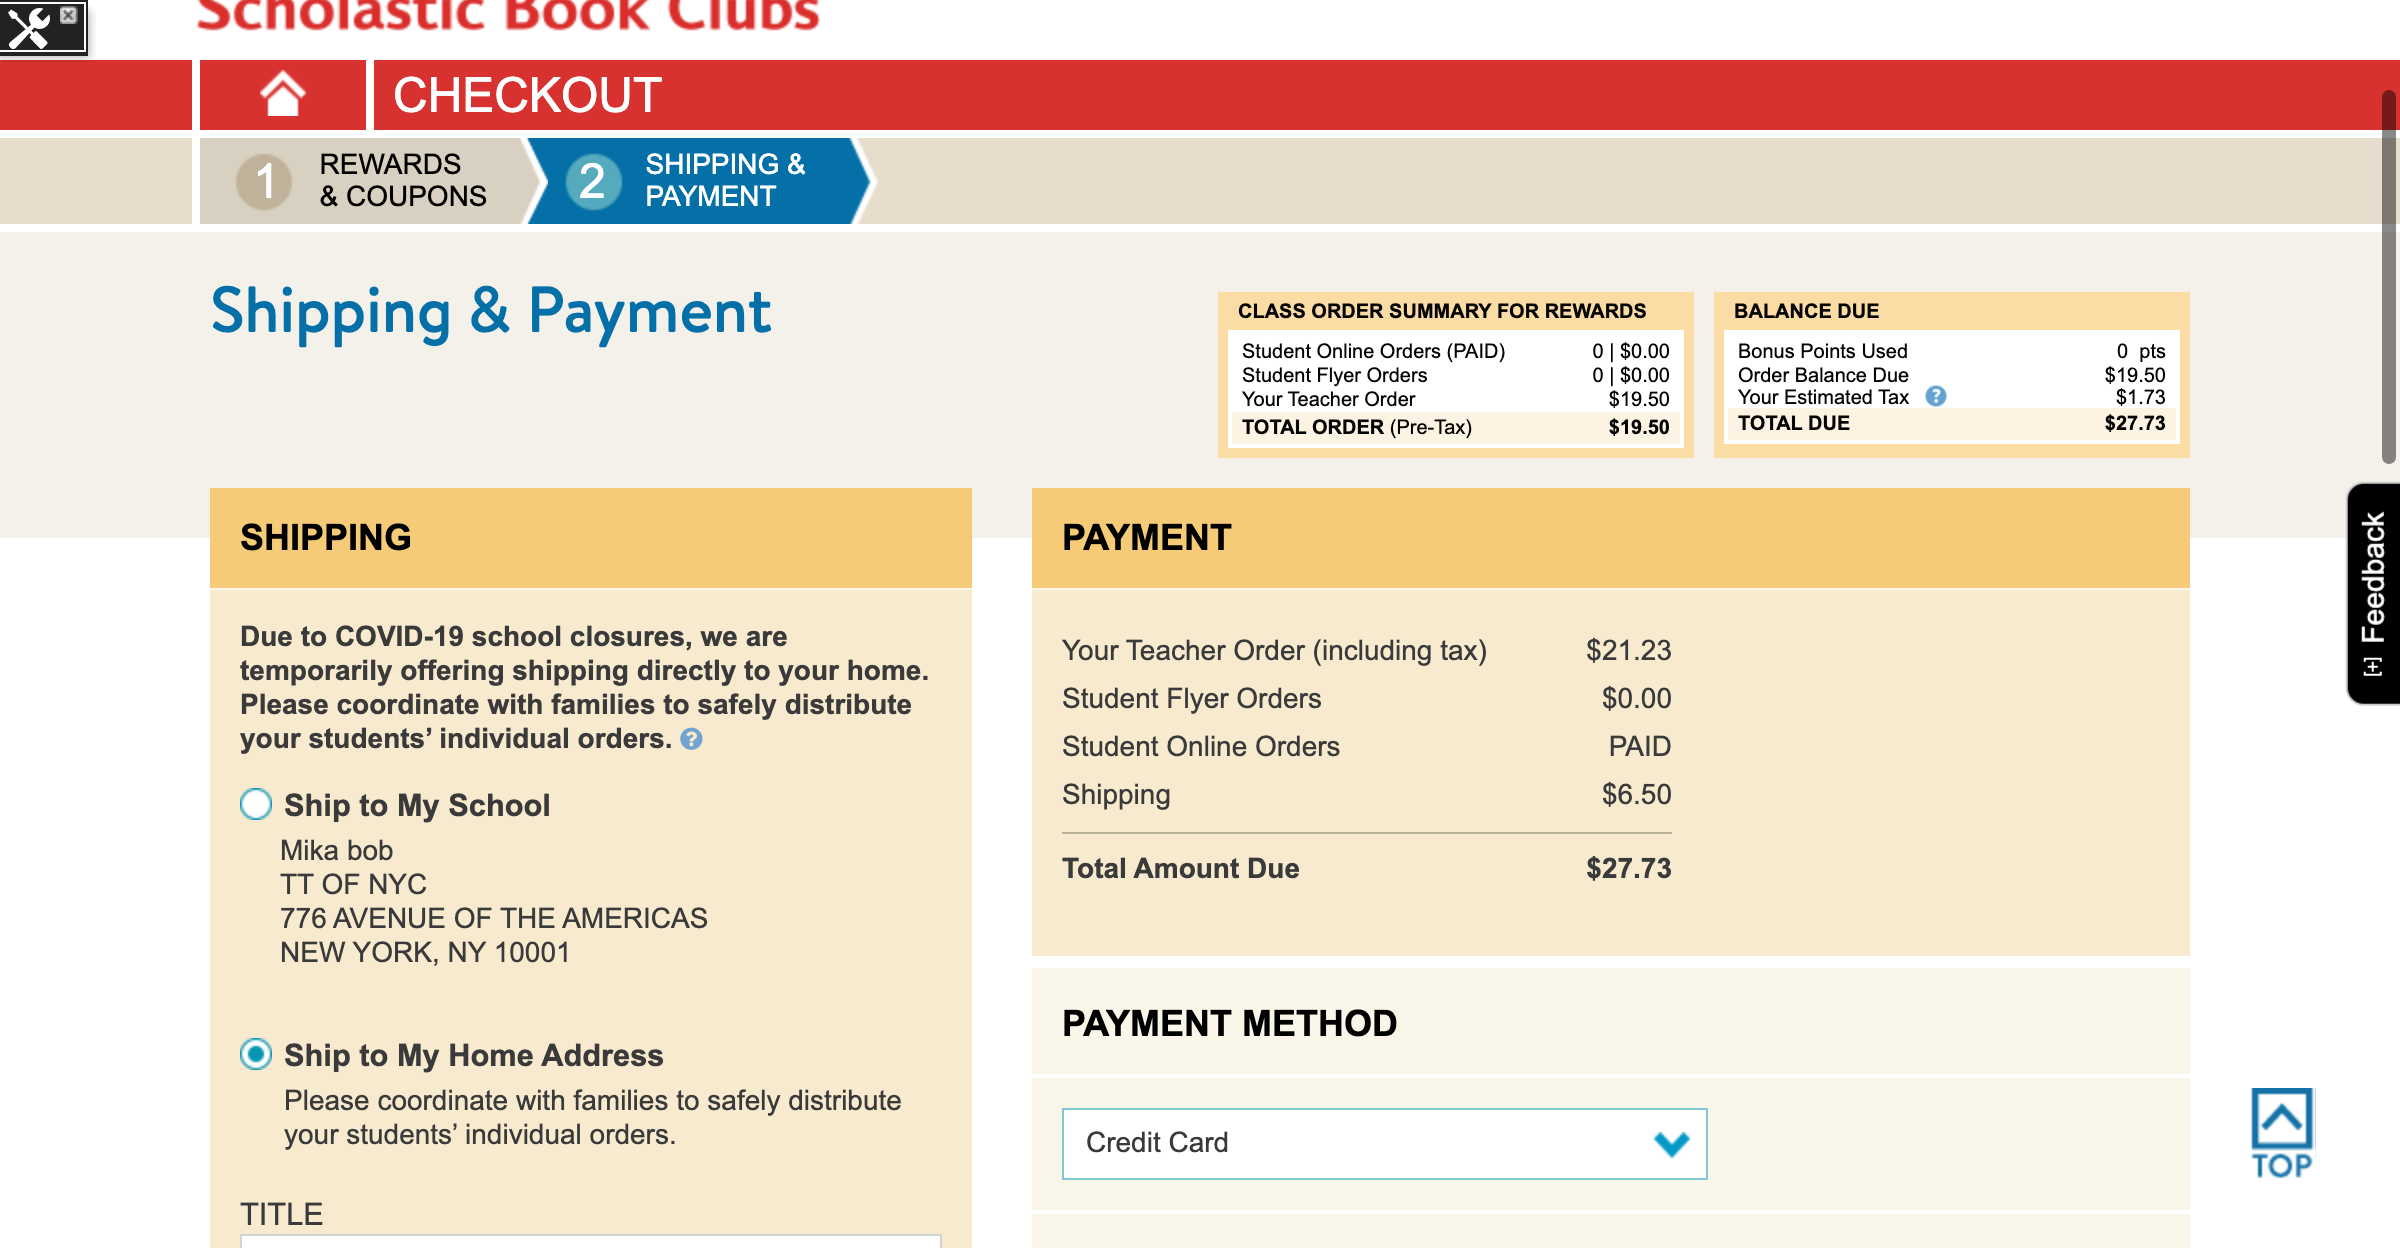 Scholastic Book Clubs
CHECKOUT
1 REWARDS
& COUPONS
2 SHIPPING &
PAYMENT
Shipping & Payment
CLASS ORDER SUMMARY FOR REWARDS
Student Online Orders (PAID) 0 | $0.00
Student Flyer Orders 0 | $0.00
Your Teacher Order $19.50
TOTAL ORDER (Pre-Tax) $19.50
BALANCE DUE
Bonus Points Used 0 pts
Order Balance Due $19.50
Your Estimated Tax ? $1.73
TOTAL DUE $27.73
SHIPPING
Due to COVID-19 school closures, we are
temporarily offering shipping directly to your home.
Please coordinate with families to safely distribute
your students’ individual orders. ?
Ship to My School
Mika bob
TT OF NYC
776 AVENUE OF THE AMERICAS
NEW YORK, NY 10001
Ship to My Home Address
Please coordinate with families to safely distribute
your students’ individual orders.
TITLE
PAYMENT
Your Teacher Order (including tax) $21.23
Student Flyer Orders $0.00
Student Online Orders PAID
Shipping $6.50
Total Amount Due $27.73
PAYMENT METHOD
Credit Card
[+] Feedback
TOP